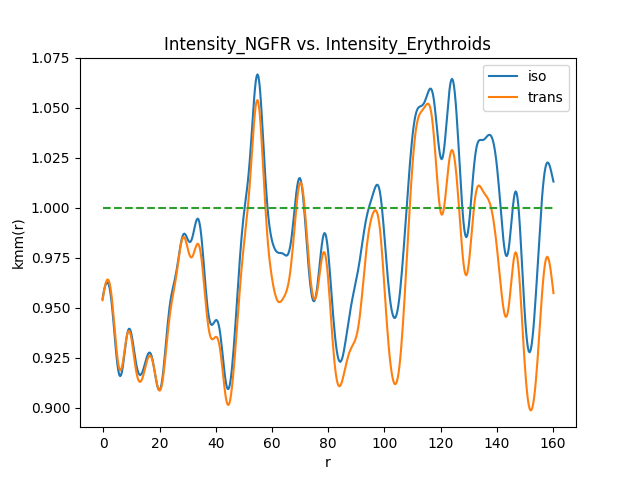 Intensity_NGFR vs. Intensity_Erythroids
iso
trans
kmm(r)
1.075
1.050
1.025
1.000
0.975
0.950
0.925
0.900
0 20 40 60 80 100 120 140 160
r